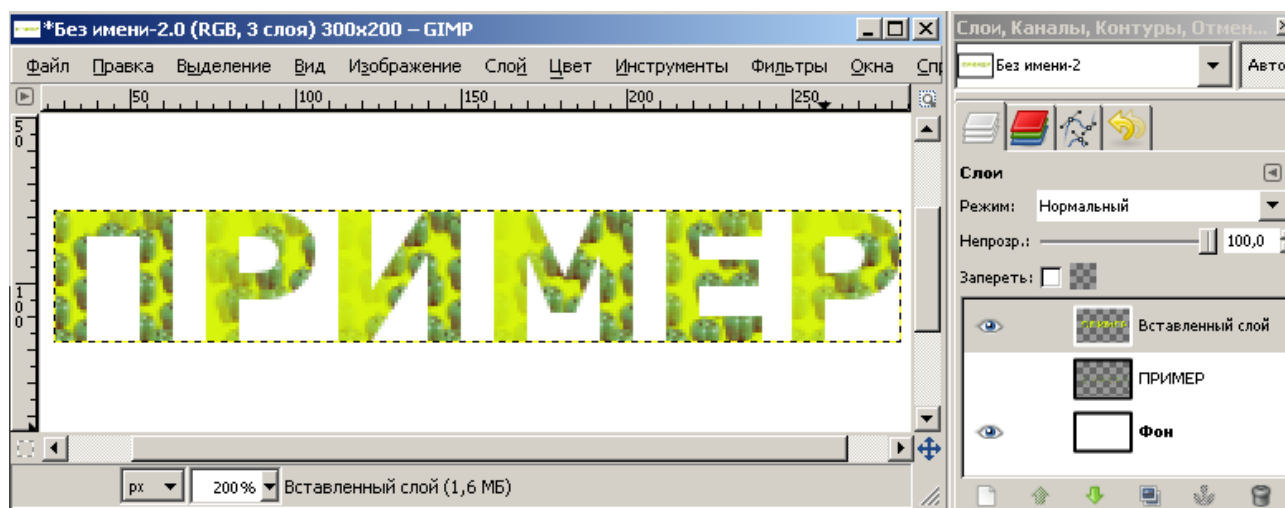 *Без имени-2.0 (RGB, 3 слоя) 300x200 – GIMP
Файл Правка Выделение Вид Изображение Слой Цвет Инструменты Фильтры Окна Спр
50 100 150 200 250
50
100
ПРИМЕР
px 200% Вставленный слой (1,6 МБ)
Слои, Каналы, Контуры, Отмен...
Без имени-2 Авто
Слои
Режим: Нормальный
Непрозр.: 100,0
Запереть:
Вставленный слой
ПРИМЕР
Фон